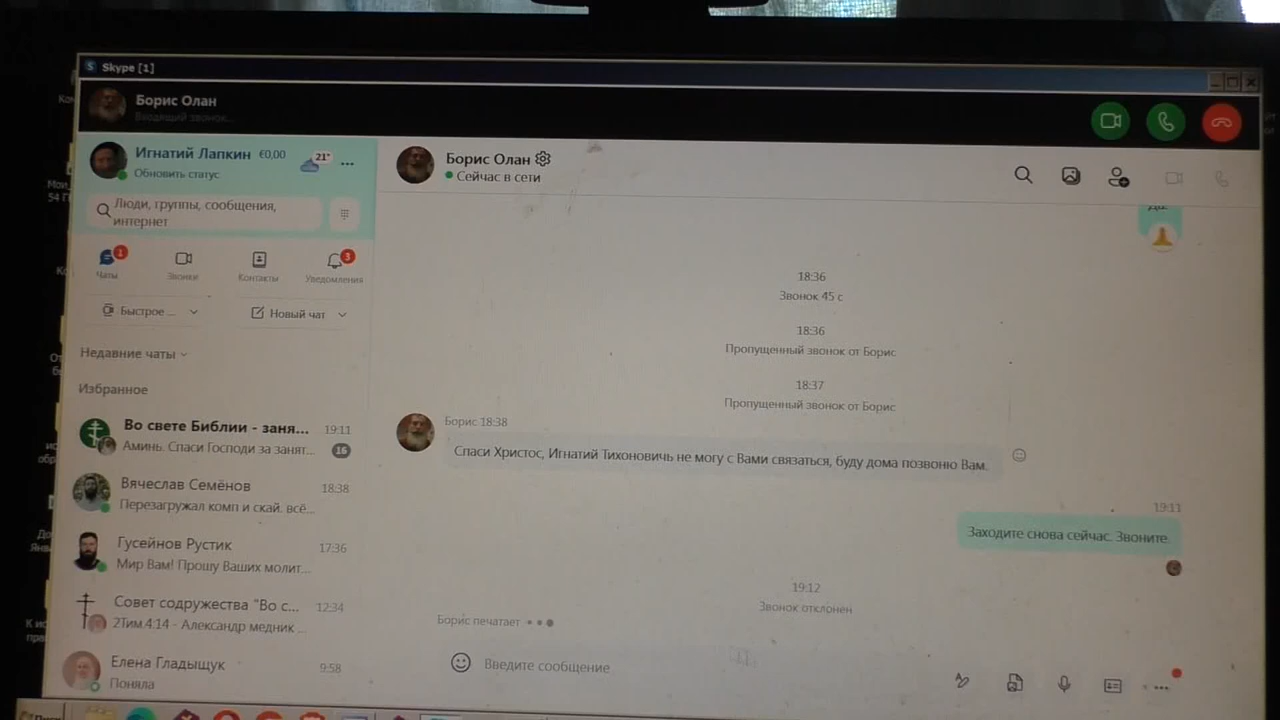 Skype [1]
Борис Олан
Входящий звонок...
Игнатий Лапкин €0,00
21°
Обновить статус
Люди, группы, сообщения,
интернет
1
3
Чаты
Звонки
Контакты
Уведомления
Быстрое ...
Новый чат
Недавние чаты
Избранное
Во свете Библии - заня... 19:11
Аминь. Спаси Господи за занят... 16
Вячеслав Семёнов 18:38
Перезагружал комп и скай. всё...
Гусейнов Рустик 17:36
Мир Вам! Прошу Ваших молит...
Совет содружества "Во с... 12:34
2Тим.4:14 - Александр медник ...
Елена Гладыщук 9:58
Поняла
Борис Олан
Сейчас в сети
18:36
Звонок 45 с
18:36
Пропущенный звонок от Борис
18:37
Пропущенный звонок от Борис
Борис 18:38
Спаси Христос, Игнатий Тихоновичь не могу с Вами связаться, буду дома позвоню Вам.
19:11
Заходите снова сейчас. Звоните.
19:12
Звонок отклонен
Борис печатает
Введите сообщение